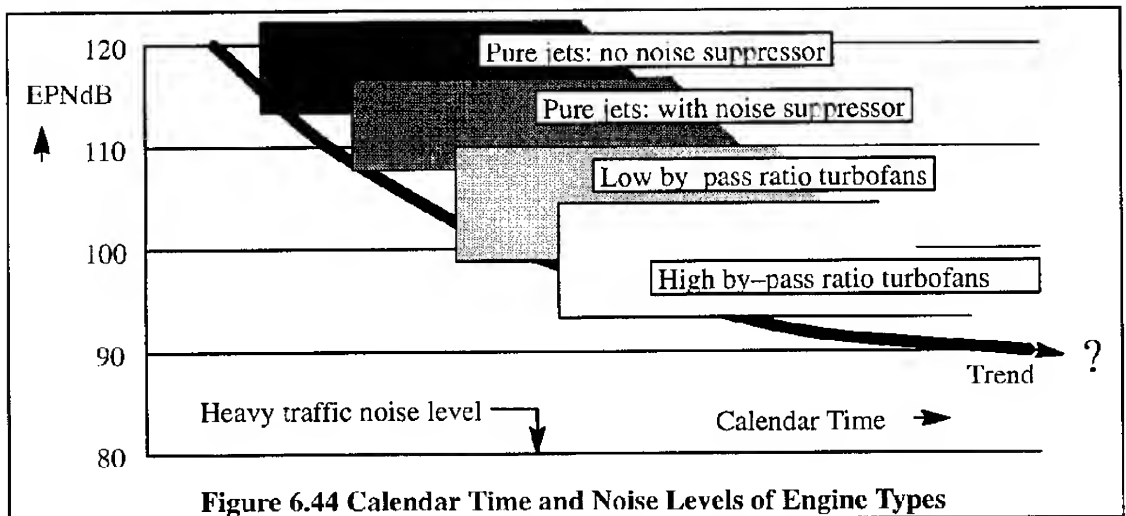 120
EPNdB
110
100
90
80
Pure jets: no noise suppressor
Pure jets: with noise suppressor
Low by pass ratio turbofans
High by–pass ratio turbofans
?
Trend
Heavy traffic noise level
Calendar Time
Figure 6.44 Calendar Time and Noise Levels of Engine Types